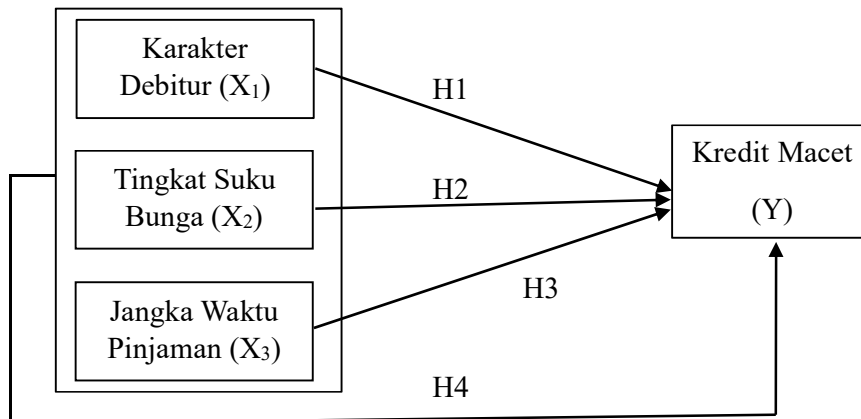 Karakter
Debitur (X₁)
H1
Kredit Macet
(Y)
Tingkat Suku
Bunga (X₂)
H2
Jangka Waktu
Pinjaman (X₃)
H3
H4